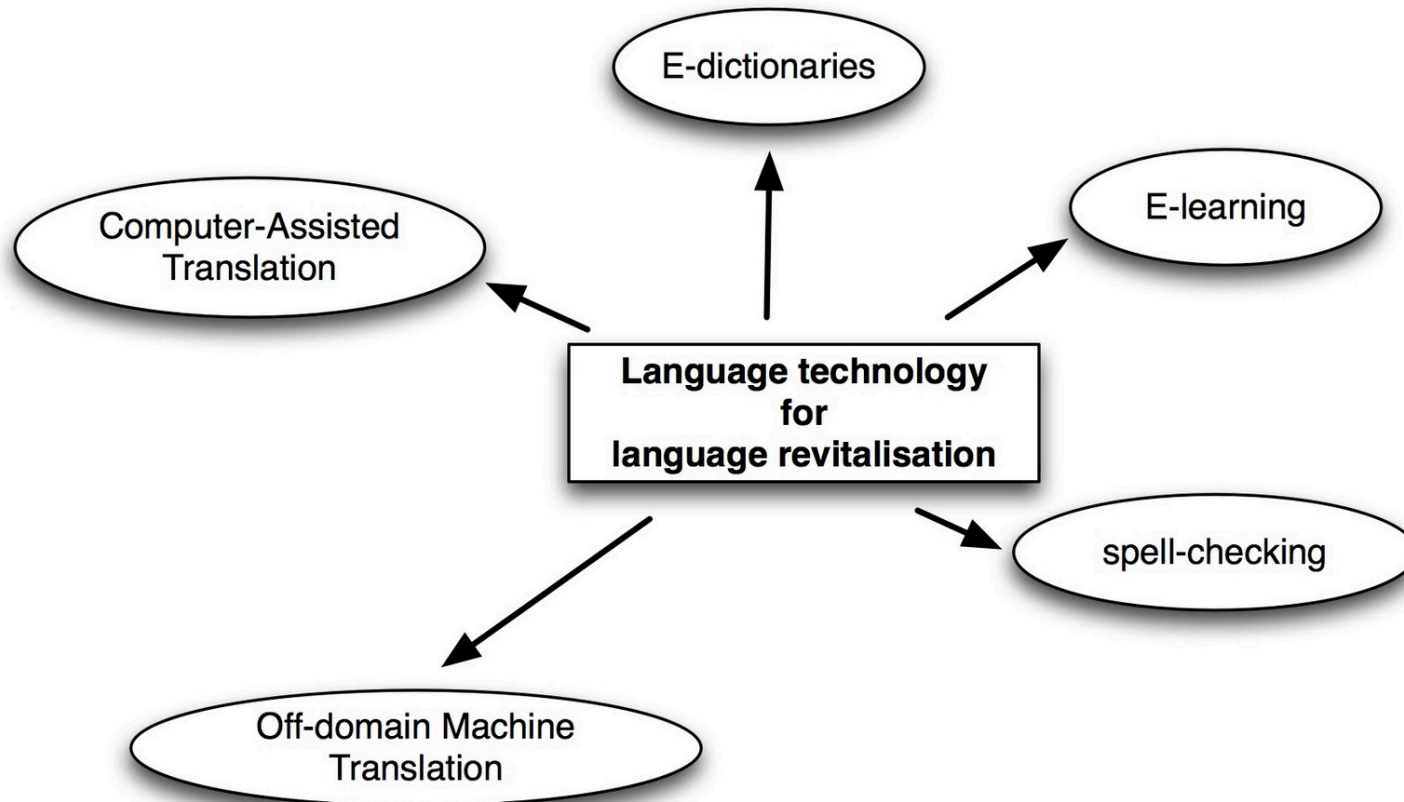 E-dictionaries
E-learning
Computer-Assisted
Translation
Language technology
for
language revitalisation
spell-checking
Off-domain Machine
Translation